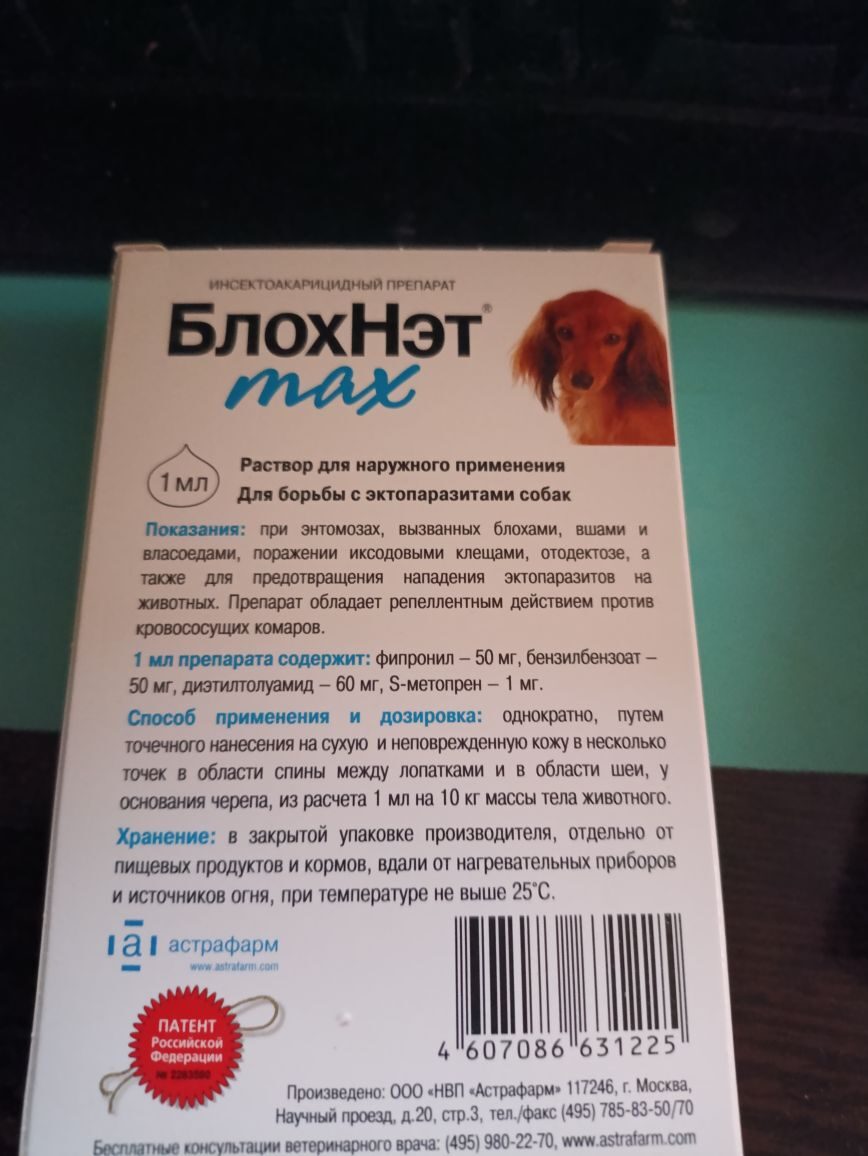 ИНСЕКТОАКАРИЦИДНЫЙ ПРЕПАРАТ
БлохНэт®
max
1 мл
Раствор для наружного применения
Для борьбы с эктопаразитами собак
Показания: при энтомозах, вызванных блохами, вшами и
власоедами, поражении иксодовыми клещами, отодектозе, а
также для предотвращения нападения эктопаразитов на
животных. Препарат обладает репеллентным действием против
кровососущих комаров.
1 мл препарата содержит: фипронил – 50 мг, бензилбензоат –
50 мг, диэтилтолуамид – 60 мг, S-метопрен – 1 мг.
Способ применения и дозировка: однократно, путем
точечного нанесения на сухую и неповрежденную кожу в несколько
точек в области спины между лопатками и в области шеи, у
основания черепа, из расчета 1 мл на 10 кг массы тела животного.
Хранение: в закрытой упаковке производителя, отдельно от
пищевых продуктов и кормов, вдали от нагревательных приборов
и источников огня, при температуре не выше 25°С.
а астрафарм
www.astrafarm.com
ПАТЕНТ
Российской
Федерации
4 607086 631225
Произведено: ООО «НВП «Астрафарм» 117246, г. Москва,
Научный проезд, д.20, стр.3, тел./факс (495) 785-83-50/70
Бесплатные консультации ветеринарного врача: (495) 980-22-70, www.astrafarm.com